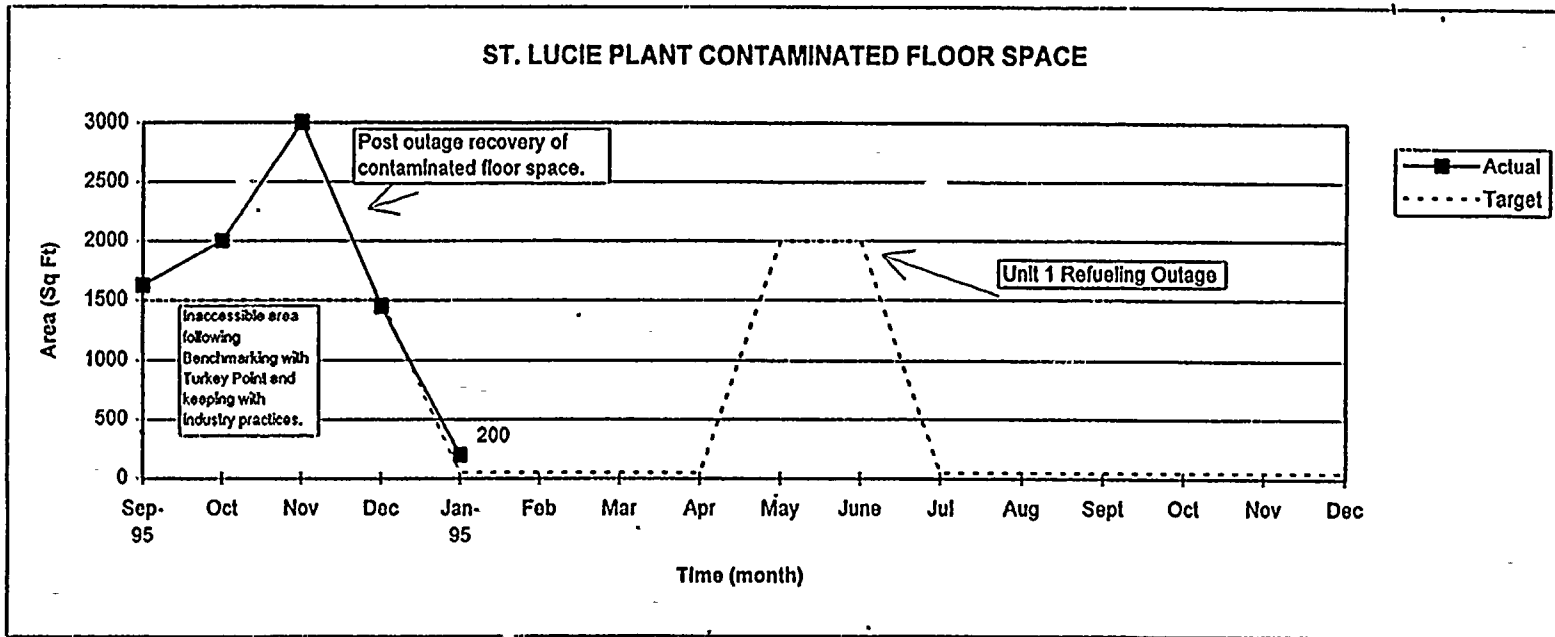 ST. LUCIE PLANT CONTAMINATED FLOOR SPACE
3000
2500
2000
1500
1000
500
0
Area (Sq Ft)
Post outage recovery of
contaminated floor space.
Inaccessible area
following
Benchmarking with
Turkey Point and
keeping with
Industry practices.
200
Unit 1 Refueling Outage
Actual
Target
Sep-
95
Oct
Nov
Dec
Jan-
95
Feb
Mar
Apr
May
June
Jul
Aug
Sept
Oct
Nov
Dec
Time (month)